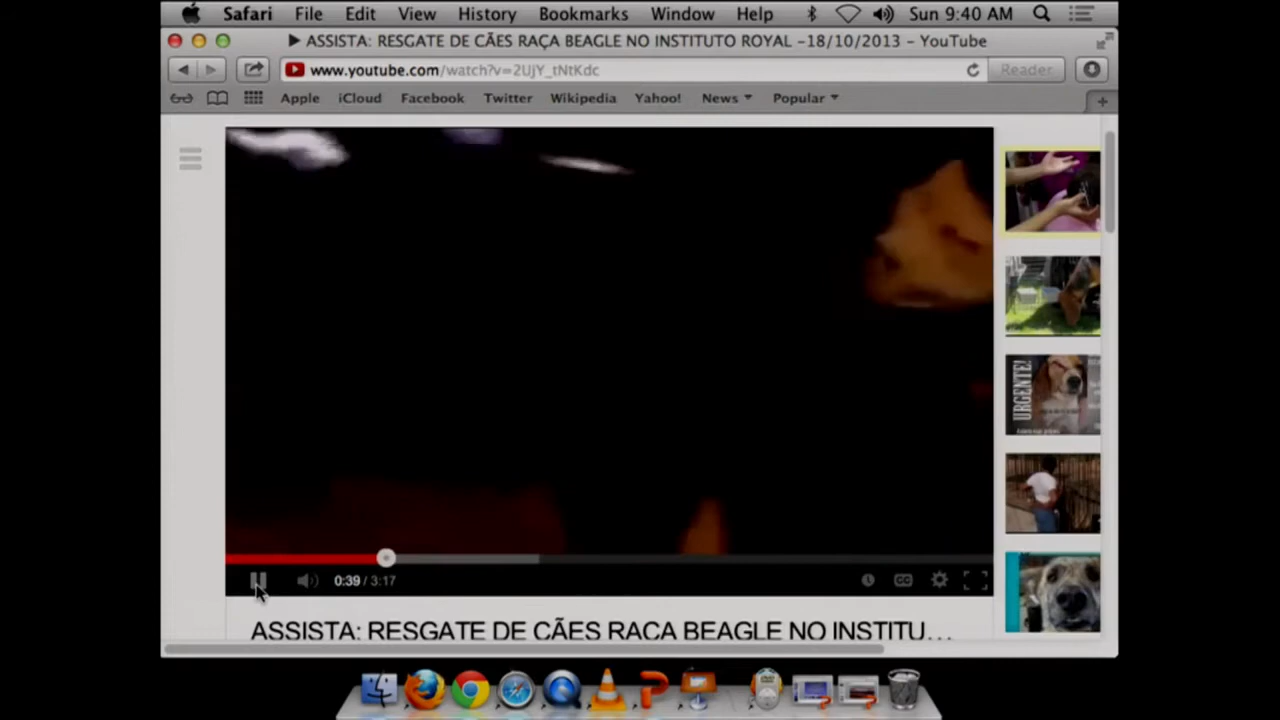 Safari File Edit View History Bookmarks Window Help Sun 9:40 AM
▶ ASSISTA: RESGATE DE CÃES RAÇA BEAGLE NO INSTITUTO ROYAL -18/10/2013 - YouTube
www.youtube.com/watch?v=2UjY_tNtKdc Reader
Apple iCloud Facebook Twitter Wikipedia Yahoo! News Popular
URGENTE!
0:39 / 3:17 CC
ASSISTA: RESGATE DE CÃES RAÇA BEAGLE NO INSTITU...